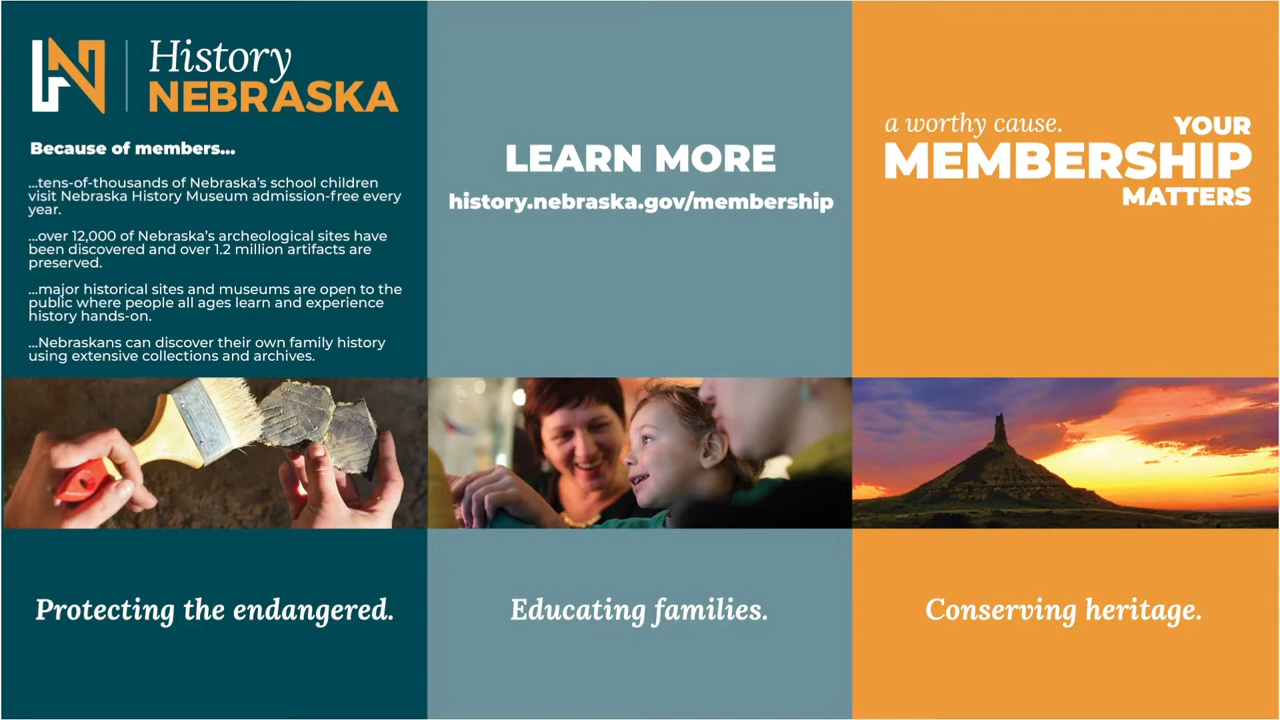 History
NEBRASKA
Because of members...
...tens-of-thousands of Nebraska's school children
visit Nebraska History Museum admission-free every
year.
...over 12,000 of Nebraska's archeological sites have
been discovered and over 1.2 million artifacts are
preserved.
...major historical sites and museums are open to the
public where people all ages learn and experience
history hands-on.
...Nebraskans can discover their own family history
using extensive collections and archives.
Protecting the endangered.
LEARN MORE
history.nebraska.gov/membership
Educating families.
a worthy cause.
YOUR
MEMBERSHIP
MATTERS
Conserving heritage.